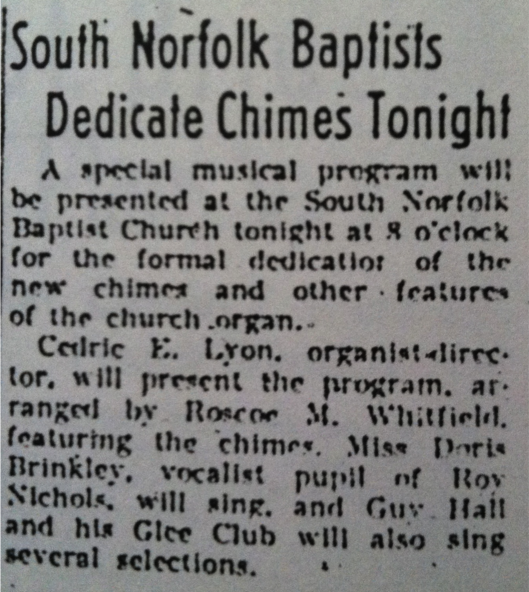 South Norfolk Baptists
Dedicate Chimes Tonight
A special musical program will
be presented at the South Norfolk
Baptist Church tonight at 8 o'clock
for the formal dedication of the
new chimes and other features
of the church organ.
Cedric E. Lyon, organist-direc-
tor, will present the program, ar-
ranged by Roscoe M. Whitfield,
featuring the chimes. Miss Doris
Brinkley, vocalist pupil of Roy
Nichols, will sing, and Guy Hall
and his Glee Club will also sing
several selections.